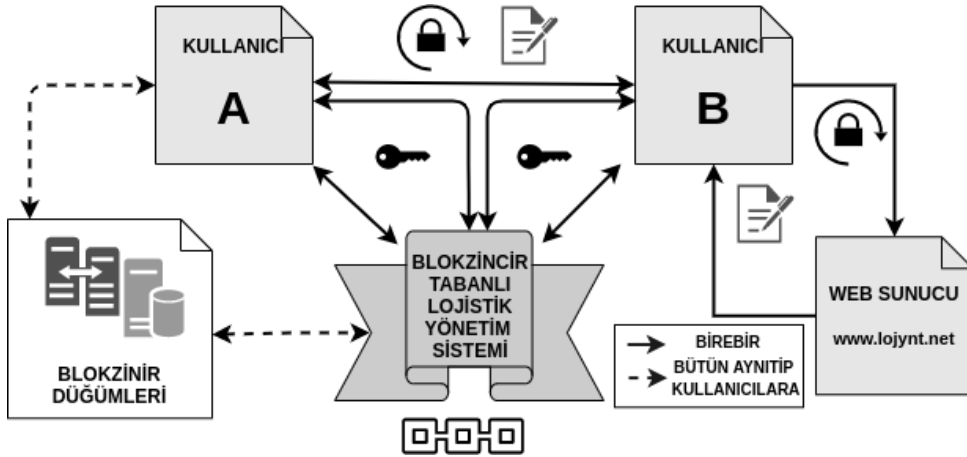 KULLANICI
A
KULLANICI
B
BLOKZİNCİR
TABANLI
LOJİSTİK
YÖNETİM
SİSTEMİ
BLOKZİNİR
DÜĞÜMLERİ
WEB SUNUCU
www.lojynt.net
BİREBİR
BÜTÜN AYNITİP
KULLANICILARA